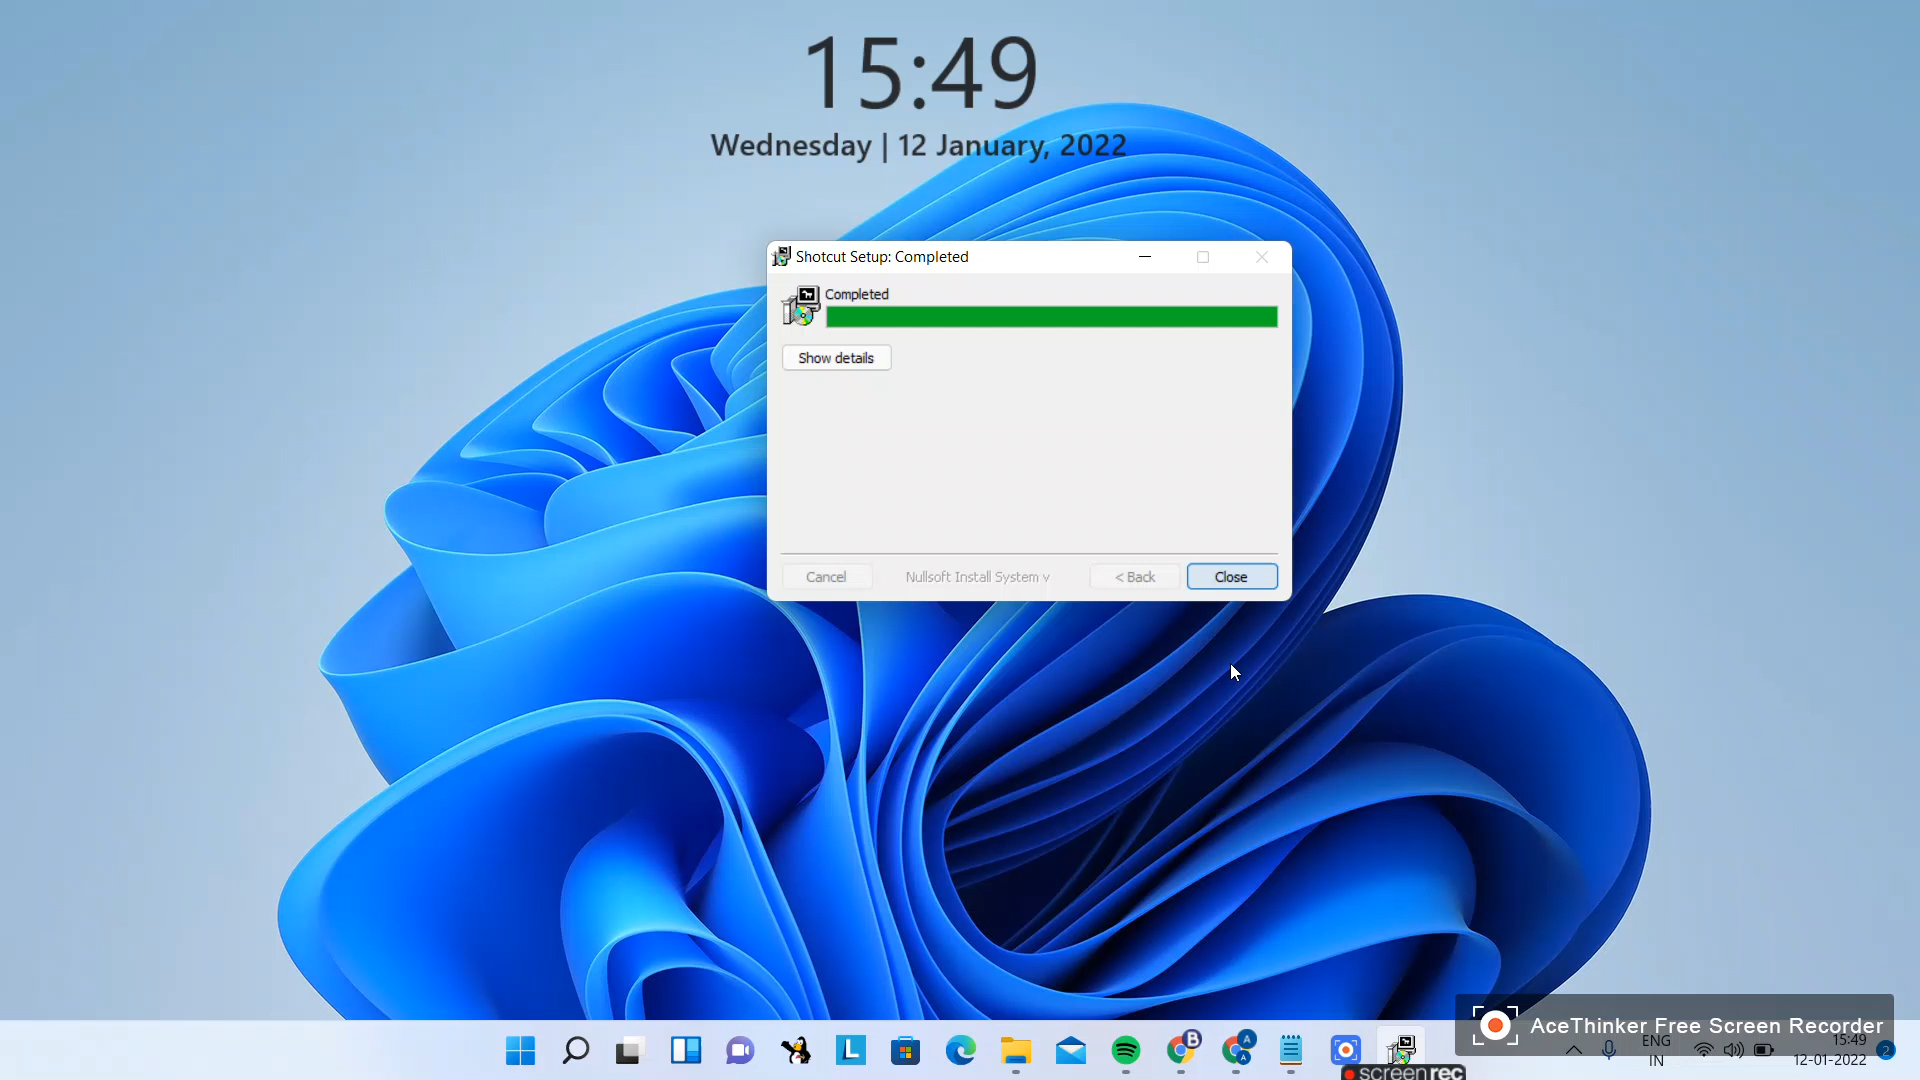 15:49
Wednesday | 12 January, 2022
Shotcut Setup: Completed
Completed
Show details
Cancel
Nullsoft Install System v
< Back
Close
AceThinker Free Screen Recorder
L
B
A
A
ENG
IN
15:49
12-01-2022
2
screenrec